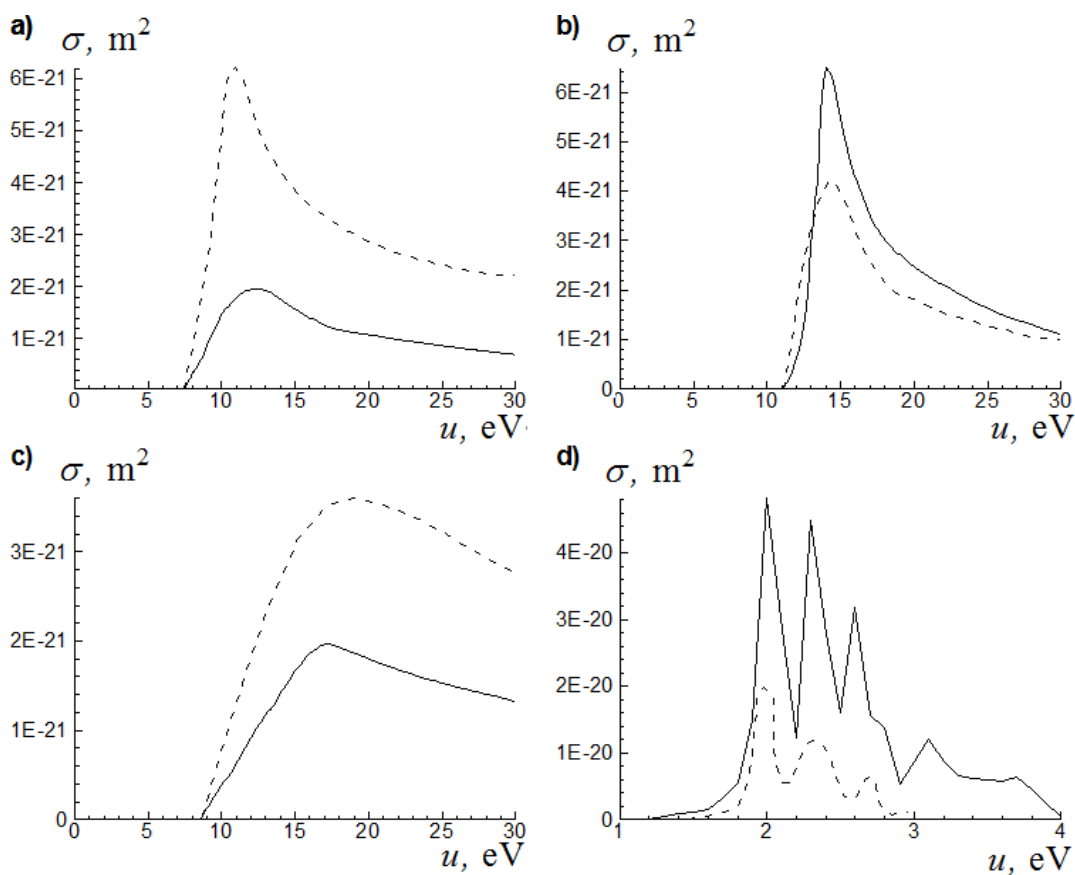 a)
σ, m²
6E-21
5E-21
4E-21
3E-21
2E-21
1E-21
0 5 10 15 20 25 30
u, eV
b)
σ, m²
6E-21
5E-21
4E-21
3E-21
2E-21
1E-21
0
0 5 10 15 20 25 30
u, eV
c)
σ, m²
3E-21
2E-21
1E-21
0
0 5 10 15 20 25 30
u, eV
d)
σ, m²
4E-20
3E-20
2E-20
1E-20
0
1 2 3 4
u, eV